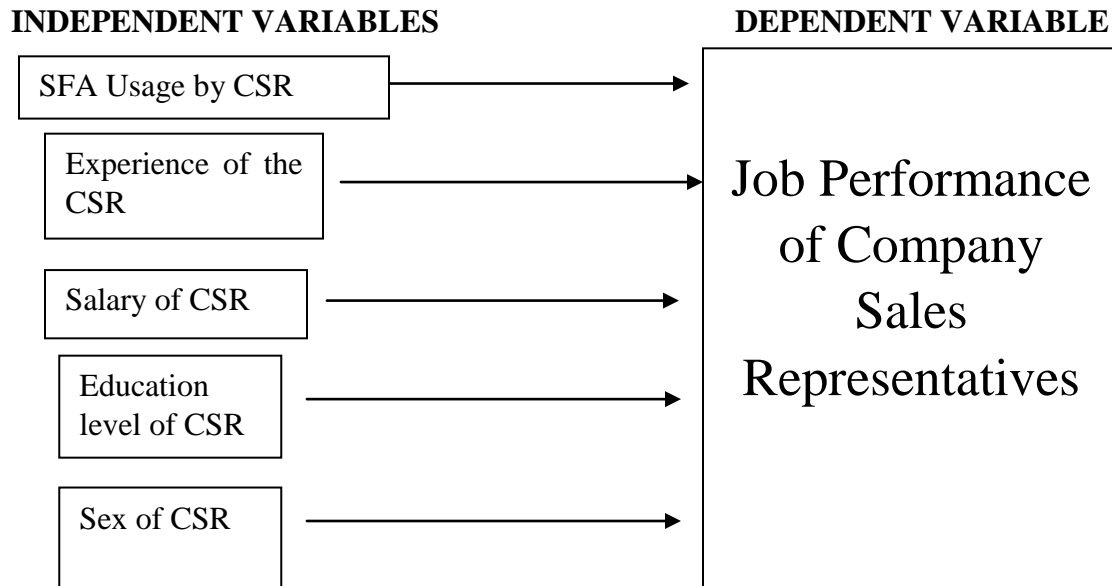 INDEPENDENT VARIABLES
DEPENDENT VARIABLE
SFA Usage by CSR
Experience of the
CSR
Salary of CSR
Education
level of CSR
Sex of CSR
Job Performance
of Company
Sales
Representatives